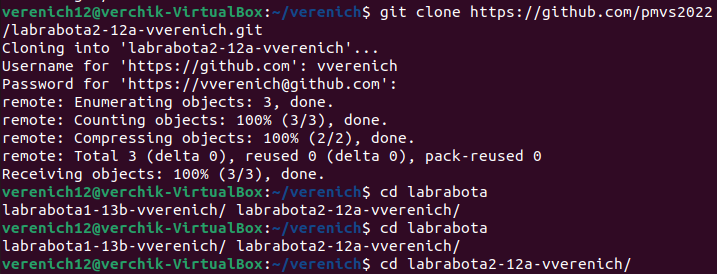 verenich12@verchik-VirtualBox:~/verenich$ git clone https://github.com/pmvs2022
/labrabota2-12a-vverenich.git
Cloning into 'labrabota2-12a-vverenich'...
Username for 'https://github.com': vverenich
Password for 'https://vverenich@github.com':
remote: Enumerating objects: 3, done.
remote: Counting objects: 100% (3/3), done.
remote: Compressing objects: 100% (2/2), done.
remote: Total 3 (delta 0), reused 0 (delta 0), pack-reused 0
Receiving objects: 100% (3/3), done.
verenich12@verchik-VirtualBox:~/verenich$ cd labrabota
labrabota1-13b-vverenich/ labrabota2-12a-vverenich/
verenich12@verchik-VirtualBox:~/verenich$ cd labrabota
labrabota1-13b-vverenich/ labrabota2-12a-vverenich/
verenich12@verchik-VirtualBox:~/verenich$ cd labrabota2-12a-vverenich/